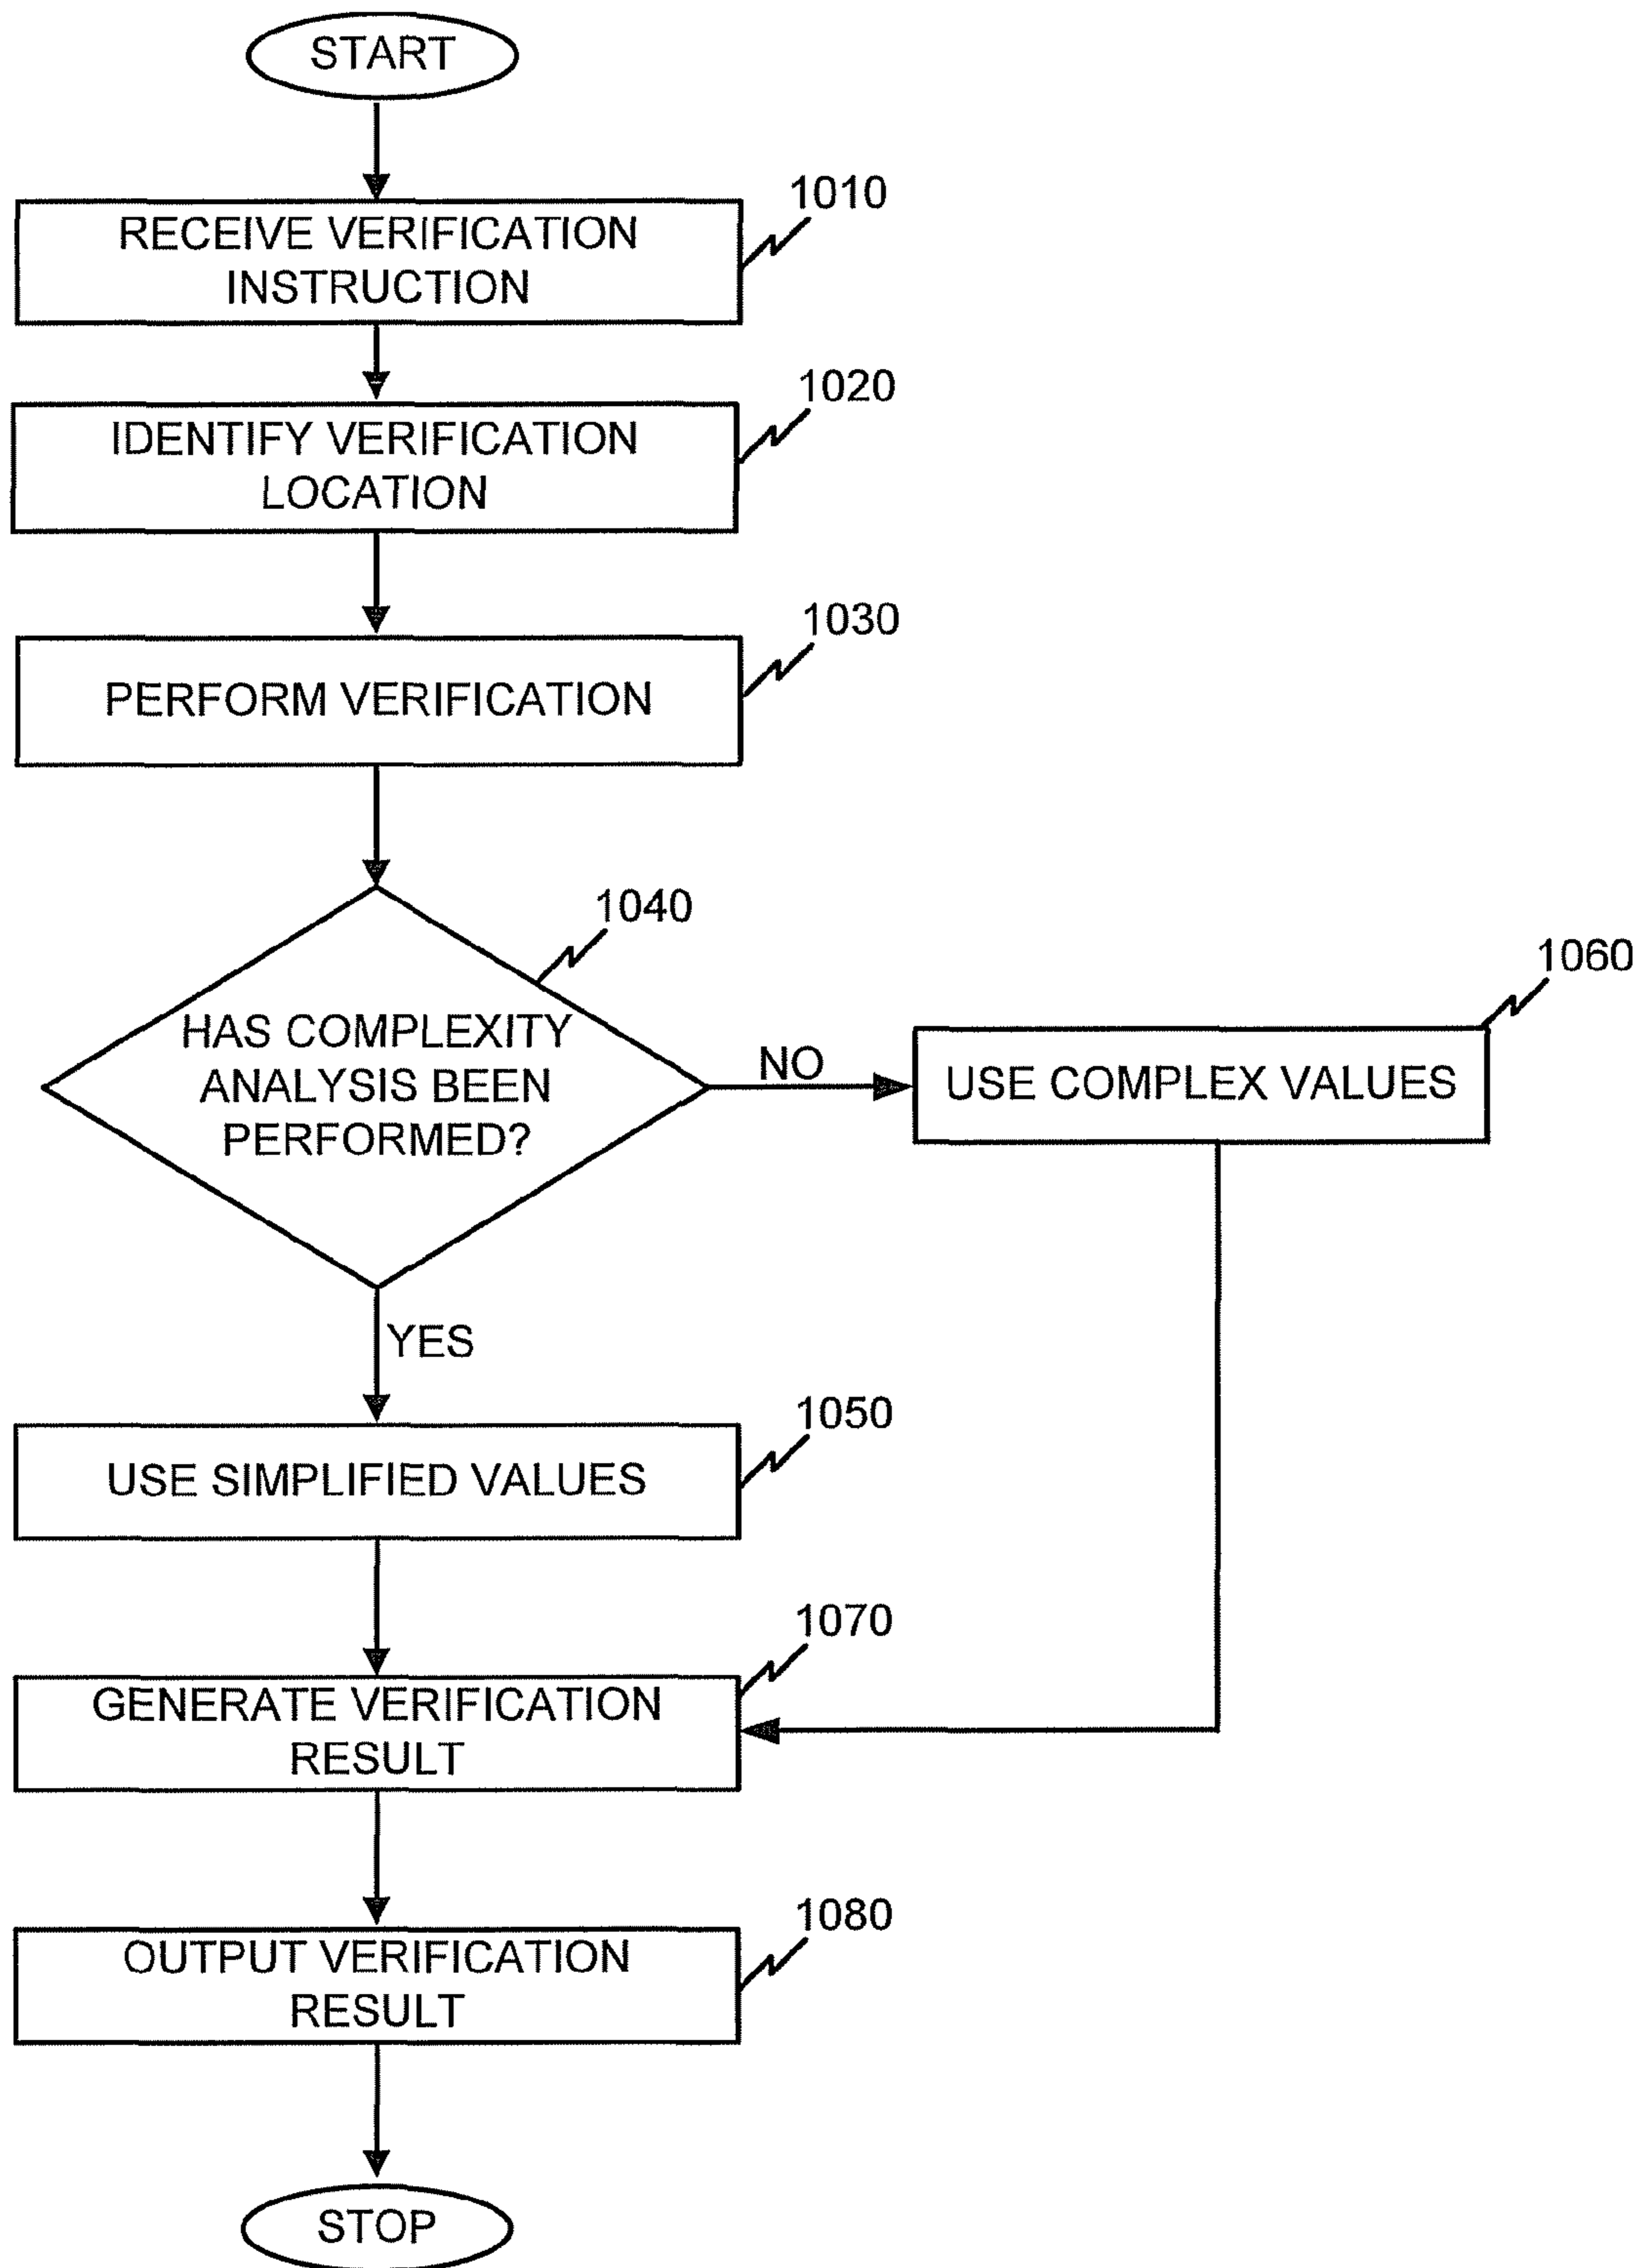 START
1010
RECEIVE VERIFICATION
INSTRUCTION
1020
IDENTIFY VERIFICATION
LOCATION
1030
PERFORM VERIFICATION
1040
HAS COMPLEXITY
ANALYSIS BEEN
PERFORMED?
NO
1060
USE COMPLEX VALUES
YES
1050
USE SIMPLIFIED VALUES
1070
GENERATE VERIFICATION
RESULT
1080
OUTPUT VERIFICATION
RESULT
STOP